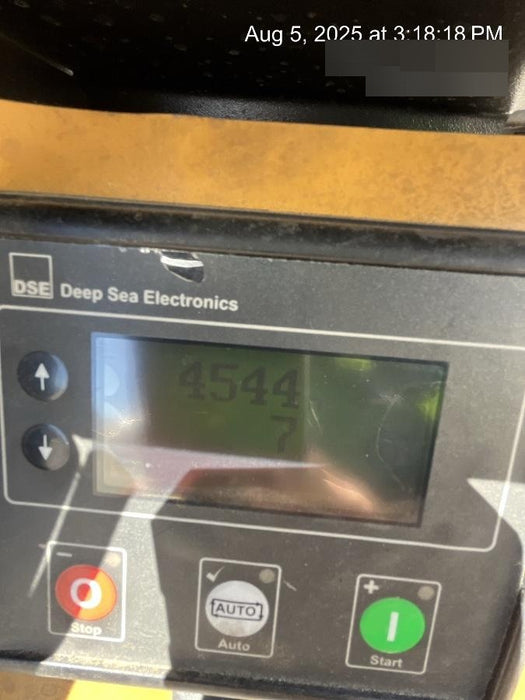 Aug 5, 2025 at 3:18:18 PM
DSE Deep Sea Electronics
4544
7
Stop
AUTO
Auto
Start